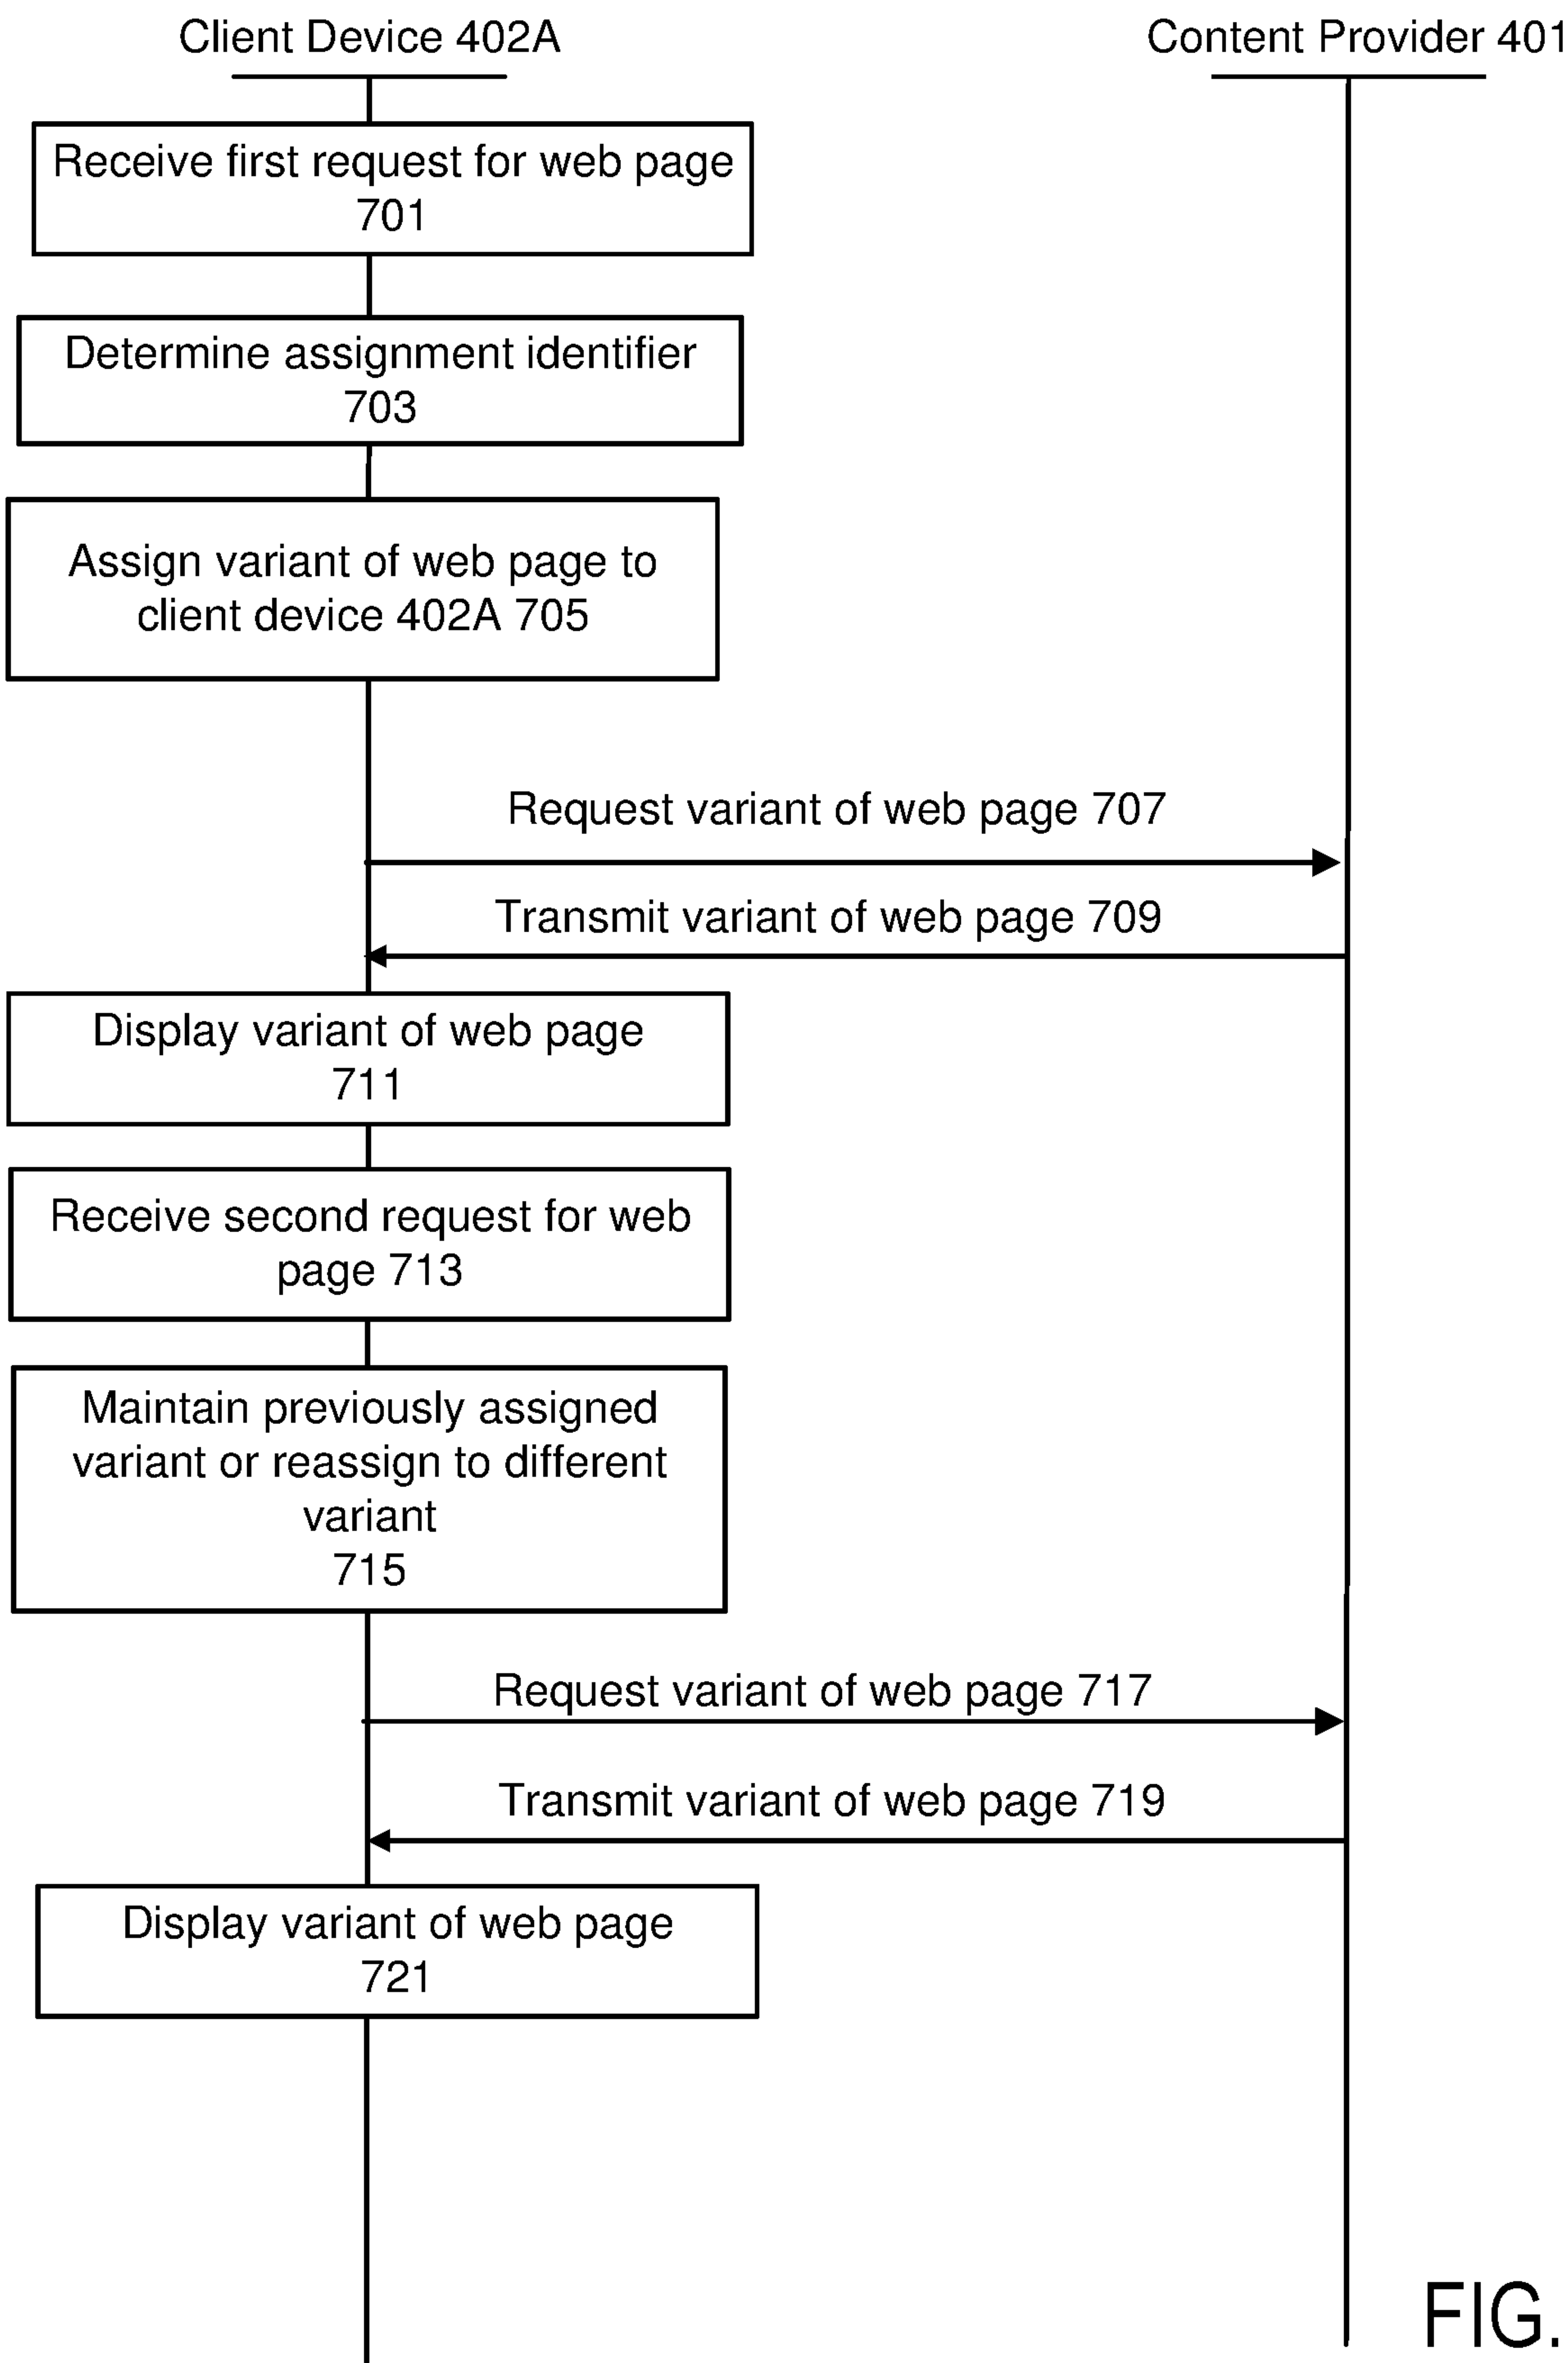 Client Device 402A
Content Provider 401
Receive first request for web page
701
Determine assignment identifier
703
Assign variant of web page to
client device 402A 705
Request variant of web page 707
Transmit variant of web page 709
Display variant of web page
711
Receive second request for web
page 713
Maintain previously assigned
variant or reassign to different
variant
715
Request variant of web page 717
Transmit variant of web page 719
Display variant of web page
721
FIG.